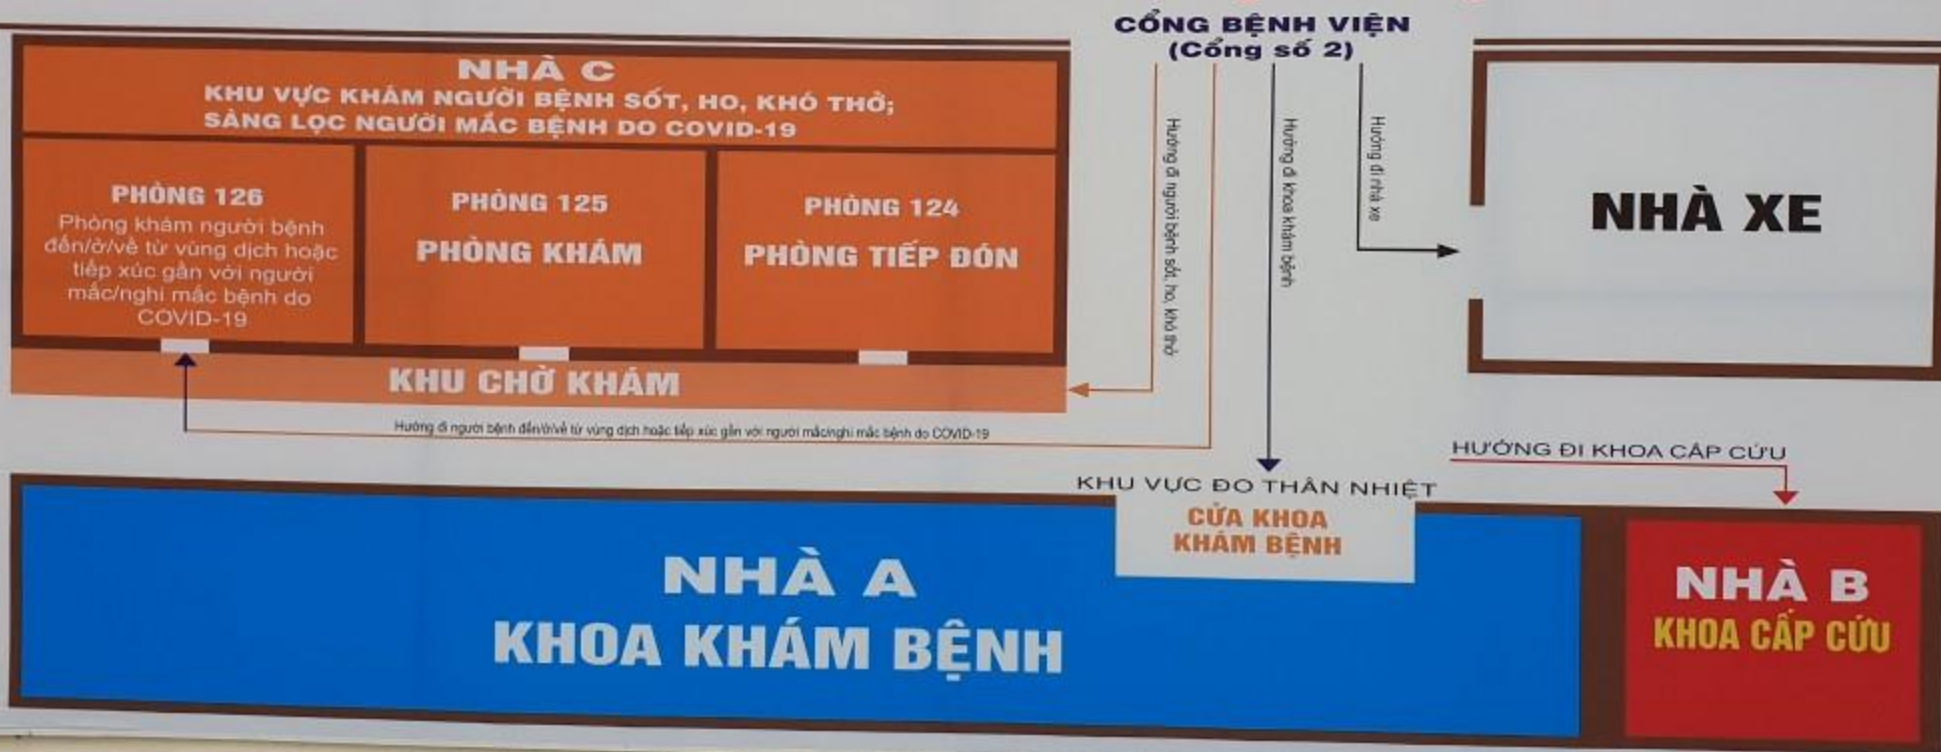 CỔNG BỆNH VIỆN
(Cổng số 2)
NHÀ C
KHU VỰC KHÁM NGƯỜI BỆNH SỐT, HO, KHÓ THỞ;
SÀNG LỌC NGƯỜI MẮC BỆNH DO COVID-19
PHÒNG 126
Phòng khám người bệnh
đến/ở/về từ vùng dịch hoặc
tiếp xúc gần với người
mắc/nghi mắc bệnh do
COVID-19
PHÒNG 125
PHÒNG KHÁM
PHÒNG 124
PHÒNG TIẾP ĐÓN
KHU CHỜ KHÁM
Hướng đi người bệnh sốt, ho, khó thở
Hướng đi khoa khám bệnh
Hướng đi nhà xe
NHÀ XE
Hướng đi người bệnh đến/ở/về từ vùng dịch hoặc tiếp xúc gần với người mắc/nghi mắc bệnh do COVID-19
HƯỚNG ĐI KHOA CẤP CỨU
KHU VỰC ĐO THÂN NHIỆT
CỬA KHOA
KHÁM BỆNH
NHÀ A
KHOA KHÁM BỆNH
NHÀ B
KHOA CẤP CỨU